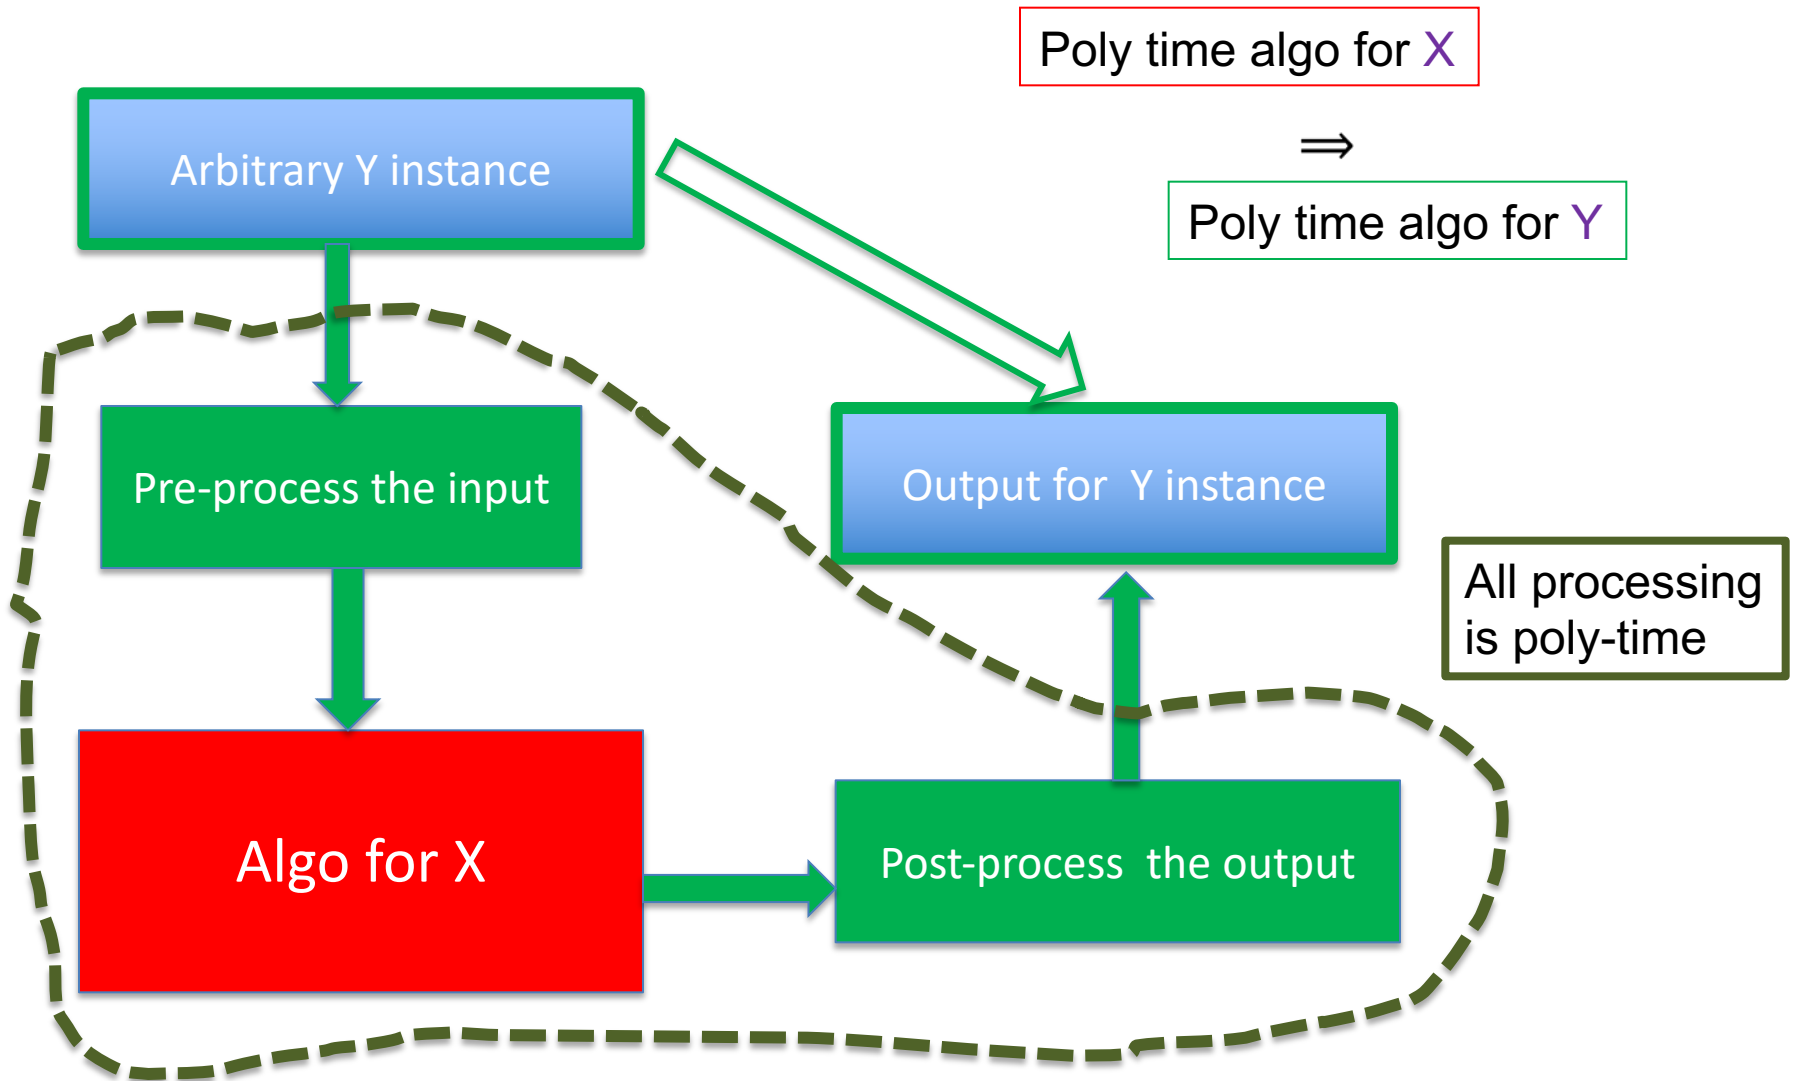 Poly time algo for X
⇒
Poly time algo for Y
Arbitrary Y instance
Pre-process the input
Output for Y instance
All processing
is poly-time
Algo for X
Post-process the output